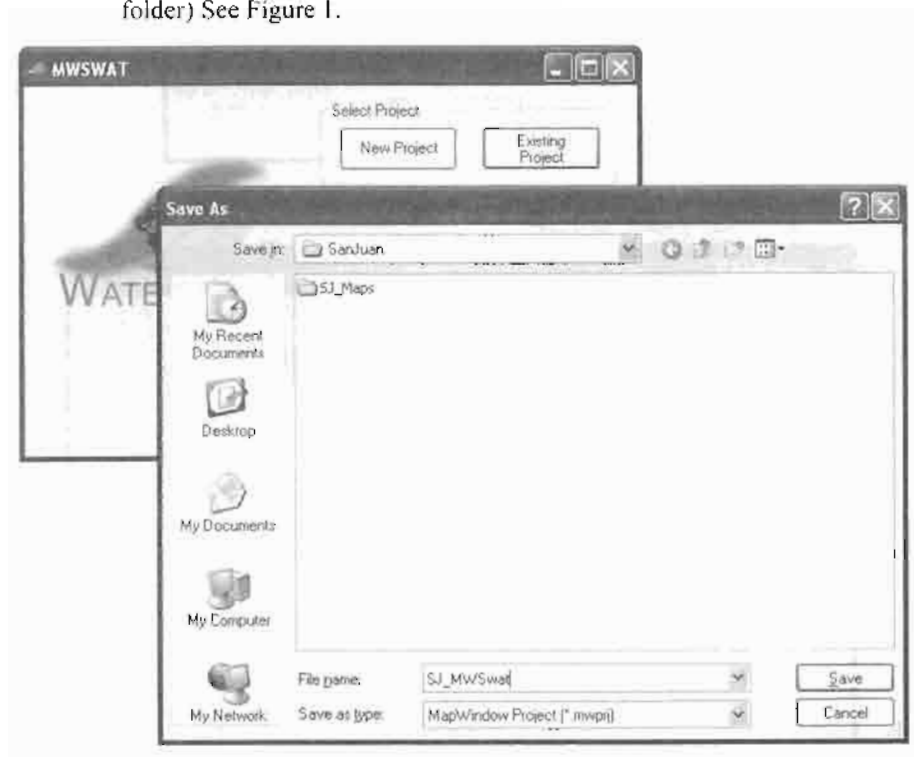 folder) See Figure 1.
MWSWAT
Select Project
New Project
Existing
Project
WATE
Save As
Save in:
SanJuan
SJ_Maps
My Recent
Documents
Desktop
My Documents
My Computer
My Network
File name:
SJ_MWSwat
Save
Save as type:
MapWindow Project (*.mwprj)
Cancel